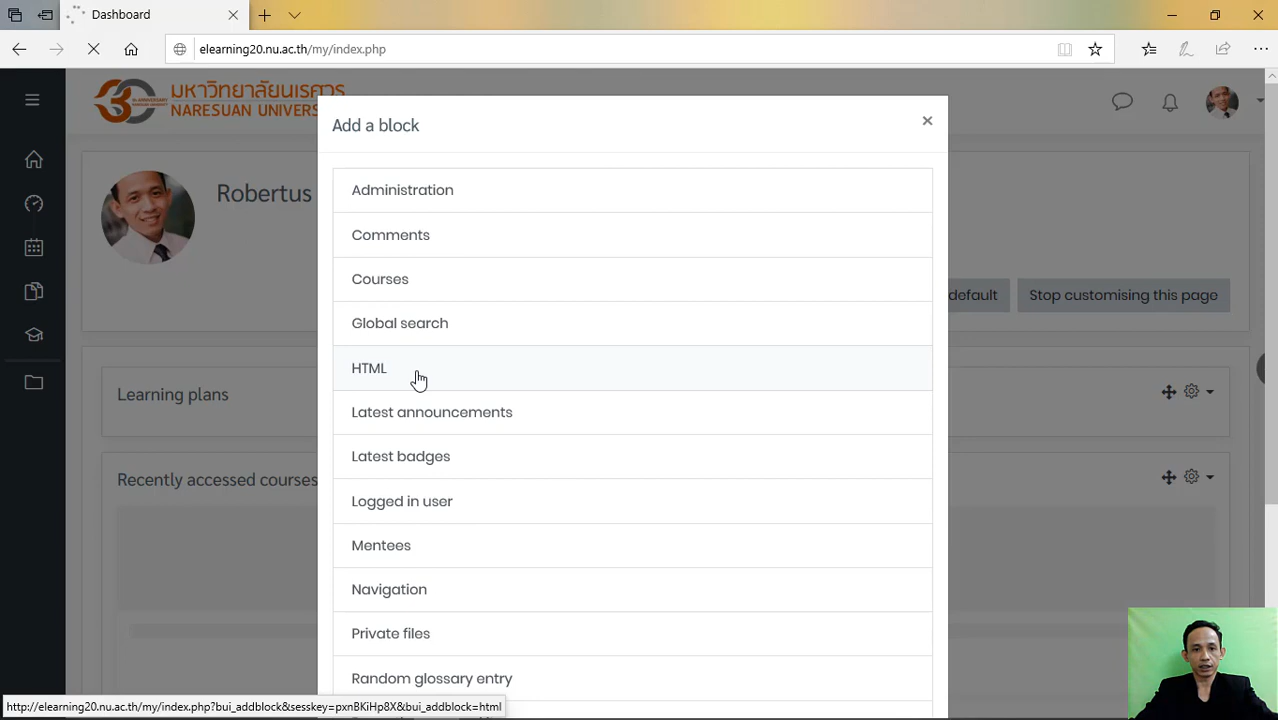 Dashboard
elearning20.nu.ac.th/my/index.php
มหาวิทยาลัยนเรศวร
NARESUAN UNIVERS
Add a block
Robertus
Administration
Comments
Courses
Global search
default
Stop customising this page
HTML
Learning plans
Latest announcements
Latest badges
Recently accessed courses
Logged in user
Mentees
Navigation
Private files
Random glossary entry
http://elearning20.nu.ac.th/my/index.php?bui_addblock&sesskey=pxnBKiHp8X&bui_addblock=html